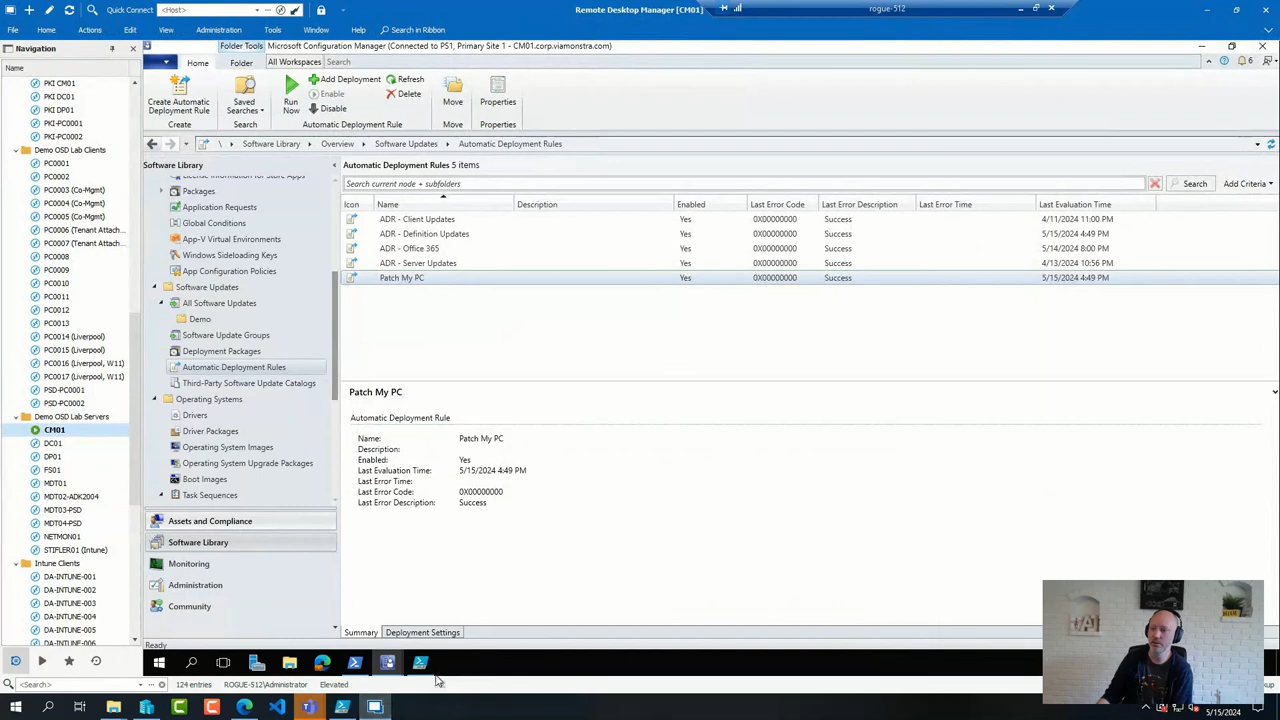 Quick Connect <Host> Remote Desktop Manager [CM01] rogue-512
File Home Actions Edit View Administration Window Tools Help Search in Ribbon
Navigation
Name
PKI CM01
PKI DC01
PKI DP01
PKI-PC0001
PKI-PC0002
Demo OSD Lab Clients
PC0001
PC0002
PC0003 (Co-Mgmt)
PC0004 (Co-Mgmt)
PC0005 (Co-Mgmt)
PC0006 (Tenant Attach...
PC0007 (Tenant Attach...
PC0008
PC0009
PC0010
PC0011
PC0012
PC0013
PC0014 (Liverpool)
PC0015 (Liverpool)
PC0016 (Liverpool, W11)
PC0017 (Liverpool, W11)
PSD-PC0001
PSD-PC0002
Demo OSD Lab Servers
CM01
DC01
DP01
FS01
MDT01
MDT02-ADK2004
MDT03-PSD
MDT04-PSD
NETMON01
STIFLER01 (Intune)
Intune Clients
DA-INTUNE-001
DA-INTUNE-002
DA-INTUNE-003
DA-INTUNE-004
DA-INTUNE-005
DA-INTUNE-006
Folder Tools Microsoft Configuration Manager (Connected to PS1, Primary Site 1 - CM01.corp.viamonstra.com)
Home Folder All Workspaces Search 6
Create Automatic
Deployment Rule
Create
Saved
Searches
Search
Run
Now
Add Deployment Refresh
Enable Delete
Disable
Automatic Deployment Rule
Move
Move
Properties
Properties
\ Software Library Overview Software Updates Automatic Deployment Rules
Software Library
License Information for Store Apps
Packages
Application Requests
Global Conditions
App-V Virtual Environments
Windows Sideloading Keys
App Configuration Policies
Software Updates
All Software Updates
Demo
Software Update Groups
Deployment Packages
Automatic Deployment Rules
Third-Party Software Update Catalogs
Operating Systems
Drivers
Driver Packages
Operating System Images
Operating System Upgrade Packages
Boot Images
Task Sequences
Assets and Compliance
Software Library
Monitoring
Administration
Community
Automatic Deployment Rules 5 items
Search current node + subfolders Search Add Criteria
Icon Name Description Enabled Last Error Code Last Error Description Last Error Time Last Evaluation Time
ADR - Client Updates Yes 0X00000000 Success 4/11/2024 11:00 PM
ADR - Definition Updates Yes 0X00000000 Success 5/15/2024 4:49 PM
ADR - Office 365 Yes 0X00000000 Success 5/14/2024 8:00 PM
ADR - Server Updates Yes 0X00000000 Success 4/13/2024 10:56 PM
Patch My PC Yes 0X00000000 Success 5/15/2024 4:49 PM
Patch My PC
Automatic Deployment Rule
Name: Patch My PC
Description:
Enabled: Yes
Last Evaluation Time: 5/15/2024 4:49 PM
Last Error Time:
Last Error Code: 0X00000000
Last Error Description: Success
Summary Deployment Settings
Ready
<Search> 124 entries ROGUE-512\Administrator Elevated
5/15/2024